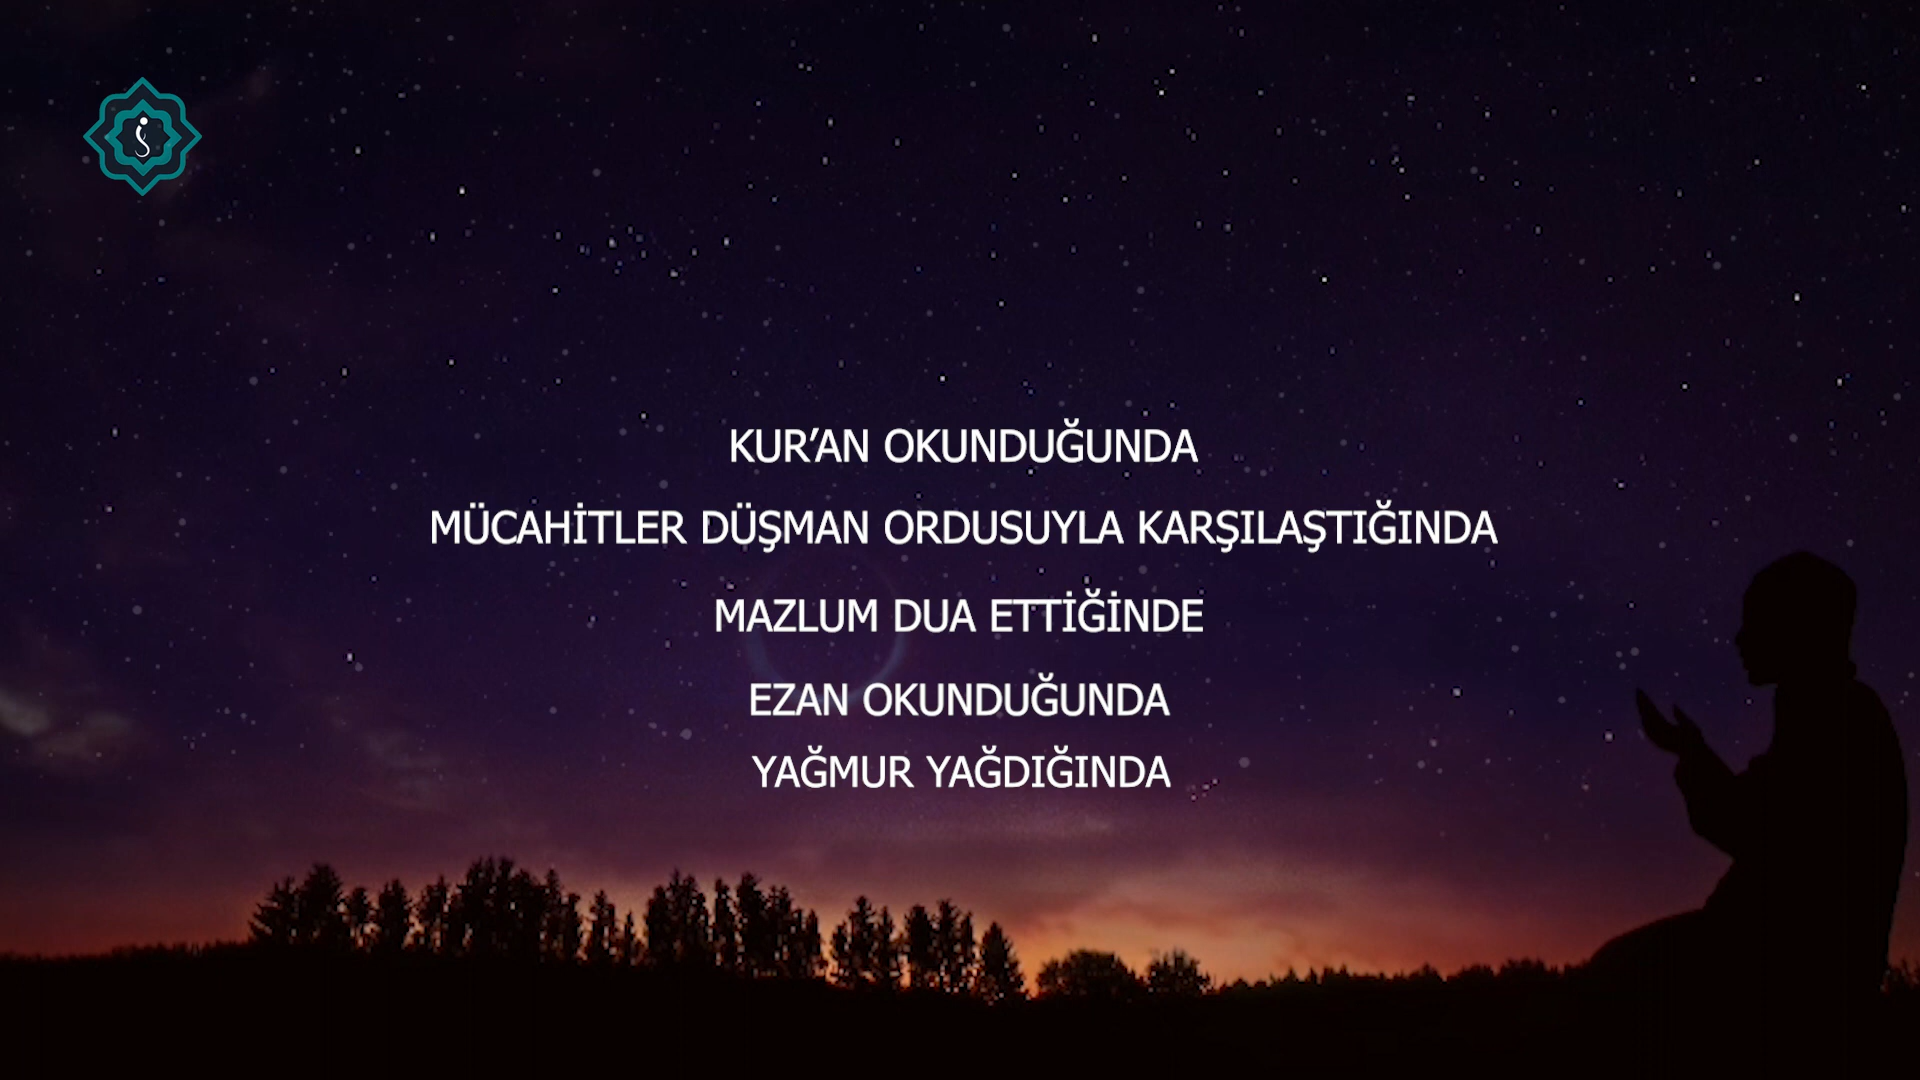 KUR’AN OKUNDUĞUNDA
MÜCAHİTLER DÜŞMAN ORDUSUYLA KARŞILAŞTIĞINDA
MAZLUM DUA ETTİĞİNDE
EZAN OKUNDUĞUNDA
YAĞMUR YAĞDIĞINDA